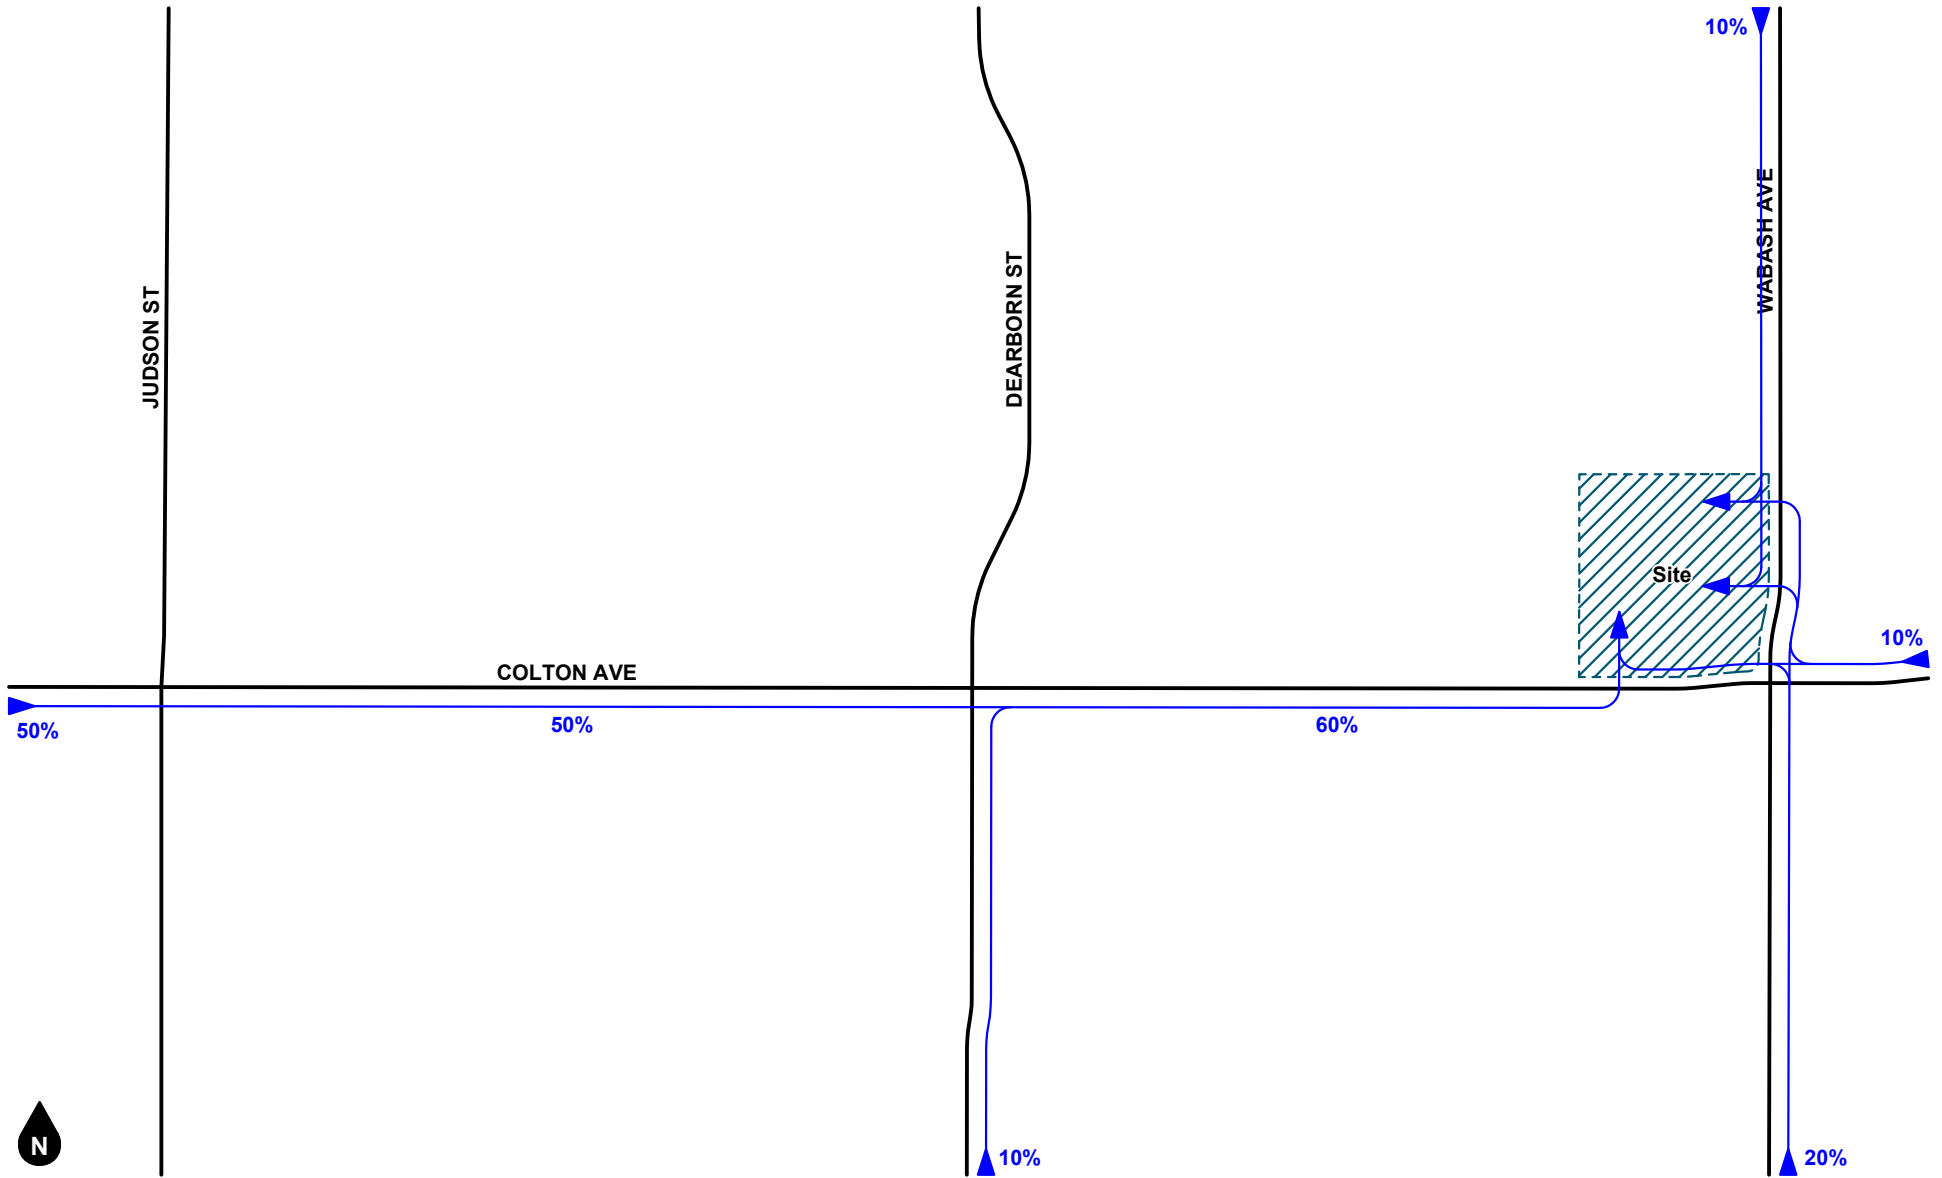 10%
WABASH AVE
DEARBORN ST
JUDSON ST
Site
10%
COLTON AVE
50%
50%
60%
N
10%
20%